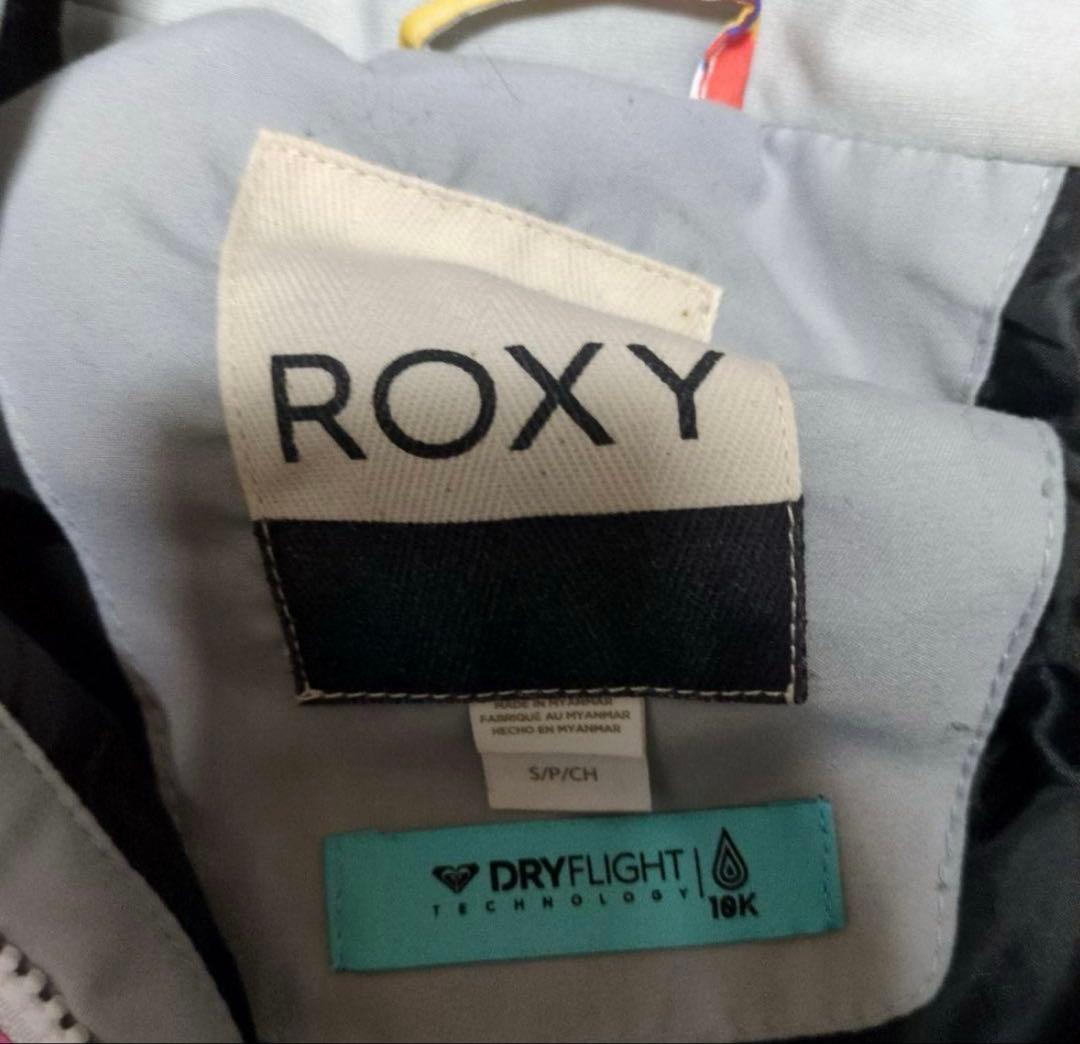 ROXY
MADE IN MYANMAR
FABRIQUÉ AU MYANMAR
HECHO EN MYANMAR
S/P/CH
DRYFLIGHT
TECHNOLOGY
10K